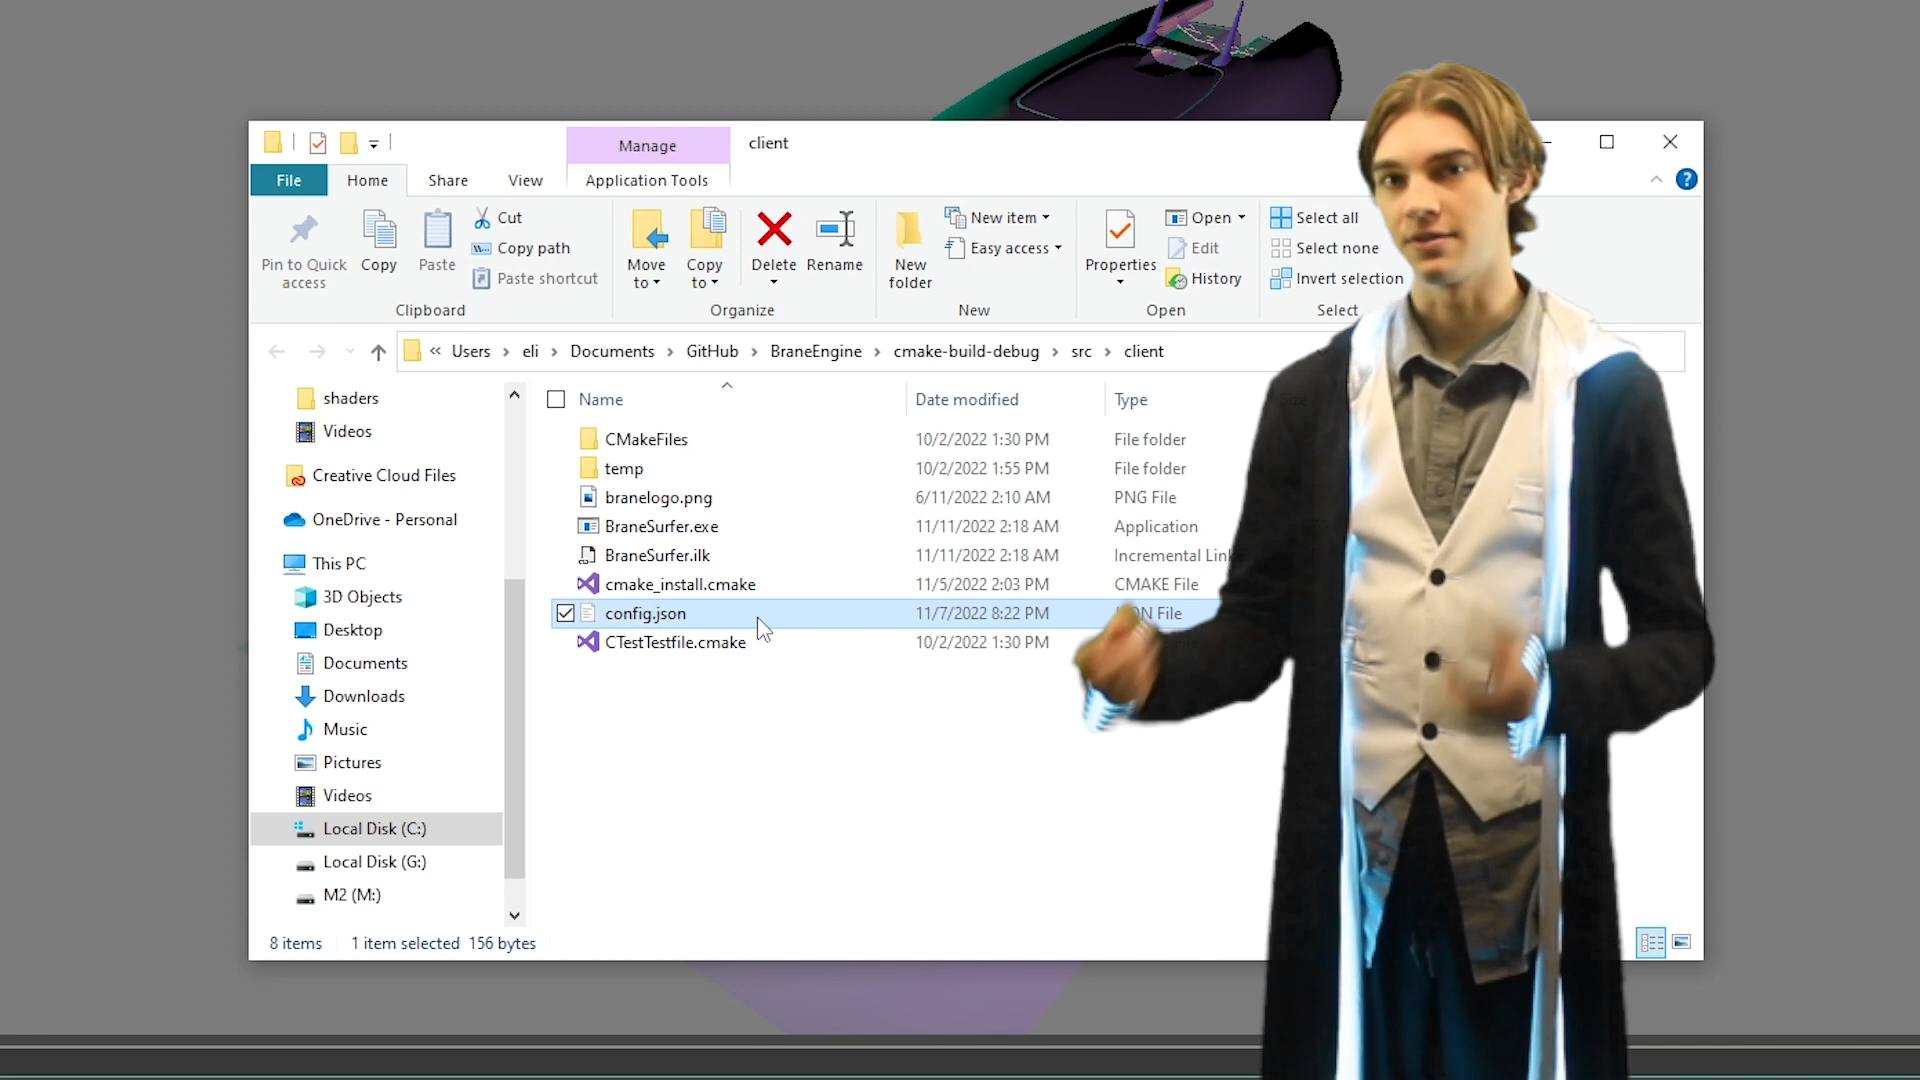 Manage client
File Home Share View Application Tools
Pin to Quick access
Copy
Paste
Cut
Copy path
Paste shortcut
Clipboard
Move to
Copy to
Delete
Rename
Organize
New folder
New item
Easy access
New
Properties
Open
Edit
History
Open
Select all
Select none
Invert selection
Select
« Users › eli › Documents › GitHub › BraneEngine › cmake-build-debug › src › client
shaders
Videos
Creative Cloud Files
OneDrive - Personal
This PC
3D Objects
Desktop
Documents
Downloads
Music
Pictures
Videos
Local Disk (C:)
Local Disk (G:)
M2 (M:)
Name Date modified Type
CMakeFiles 10/2/2022 1:30 PM File folder
temp 10/2/2022 1:55 PM File folder
branelogo.png 6/11/2022 2:10 AM PNG File
BraneSurfer.exe 11/11/2022 2:18 AM Application
BraneSurfer.ilk 11/11/2022 2:18 AM Incremental Link
cmake_install.cmake 11/5/2022 2:03 PM CMAKE File
config.json 11/7/2022 8:22 PM JSON File
CTestTestfile.cmake 10/2/2022 1:30 PM
8 items 1 item selected 156 bytes